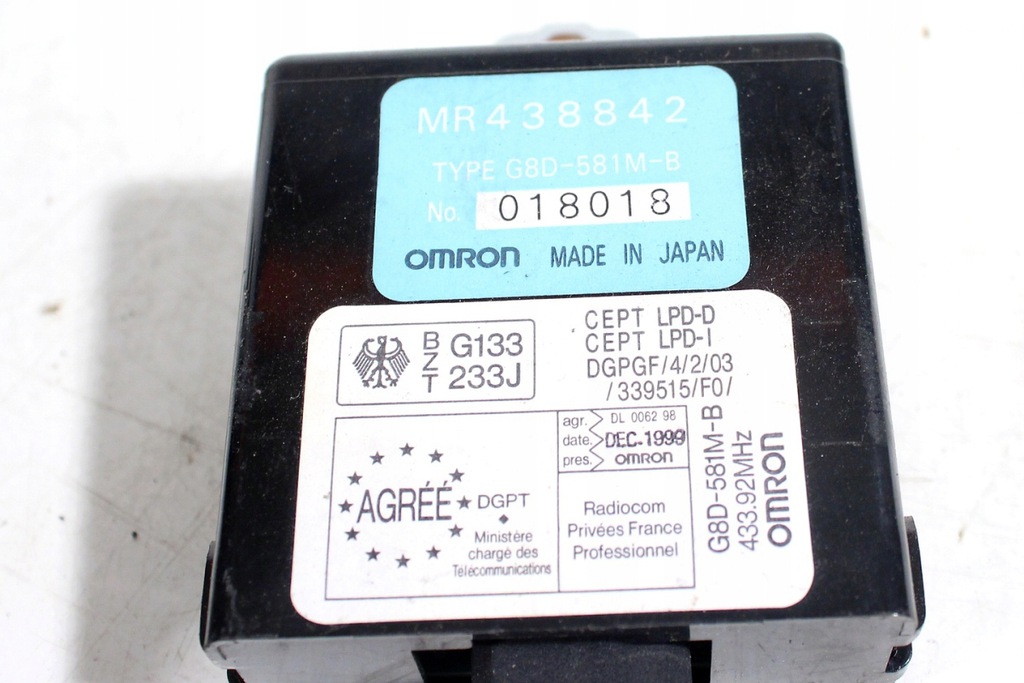 MR438842
TYPE G8D-581M-B
No. 018018
OMRON MADE IN JAPAN
BZT G133 233J
CEPT LPD-D
CEPT LPD-I
DGPGF/4/2/03
/339515/F0/
agr. DL 0062 98
date. DEC.1999
pres. OMRON
AGRÉÉ DGPT
Ministère
chargé des
Télécommunications
Radiocom
Privées France
Professionnel
G8D-581M-B
433.92MHz
OMRON